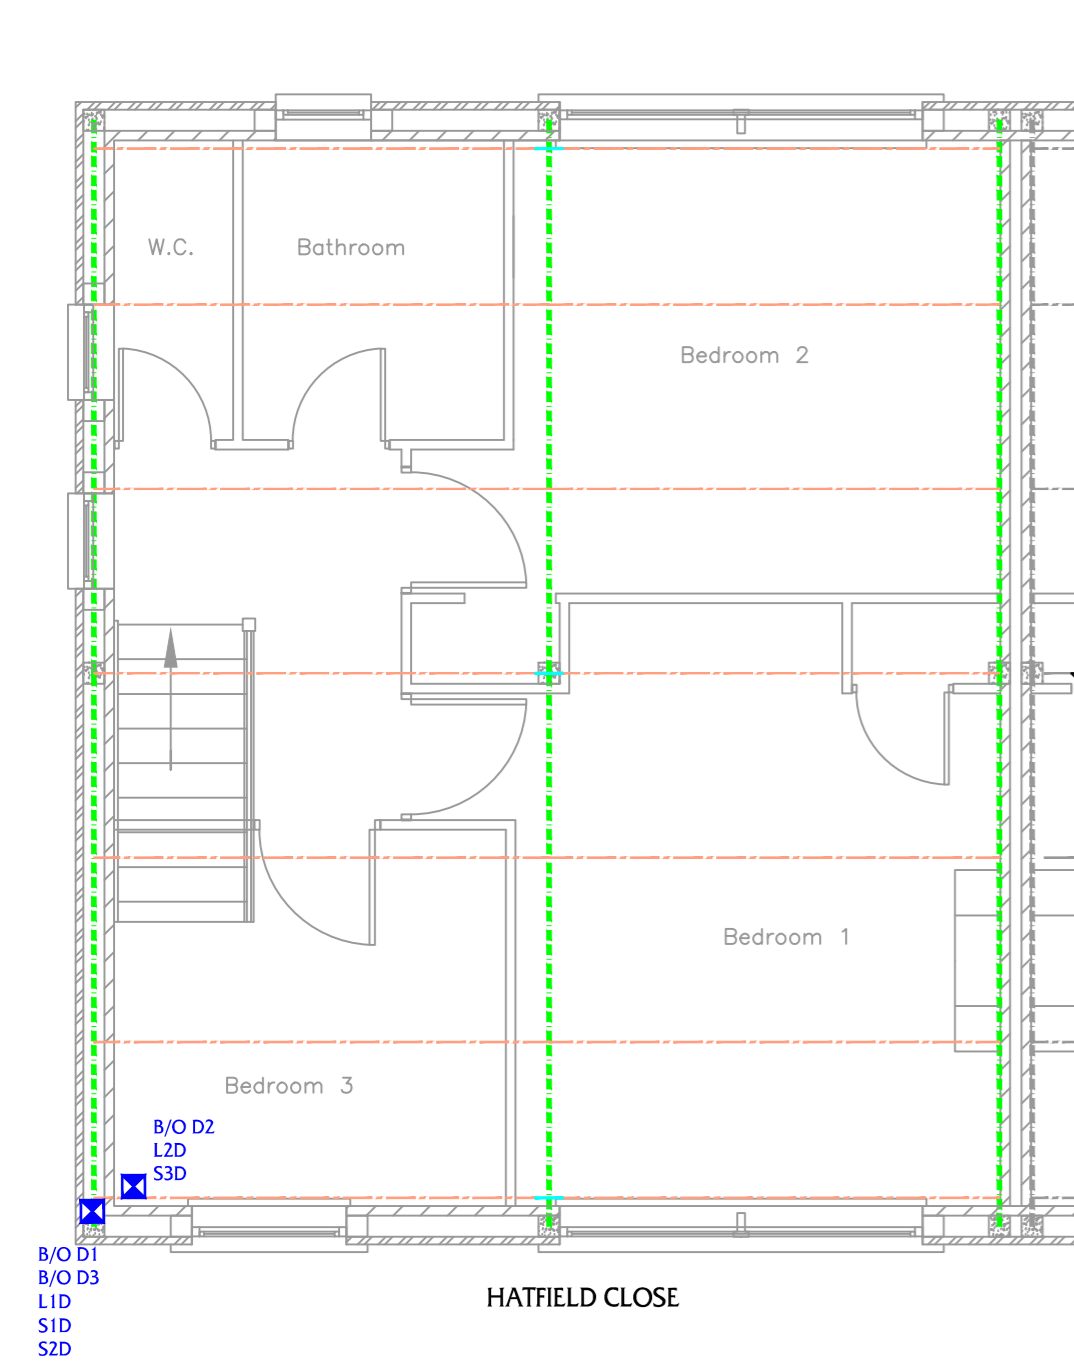 W.C.
Bathroom
Bedroom 2
Bedroom 1
Bedroom 3
B/O D2
L2D
S3D
B/O D1
B/O D3
L1D
S1D
S2D
HATFIELD CLOSE